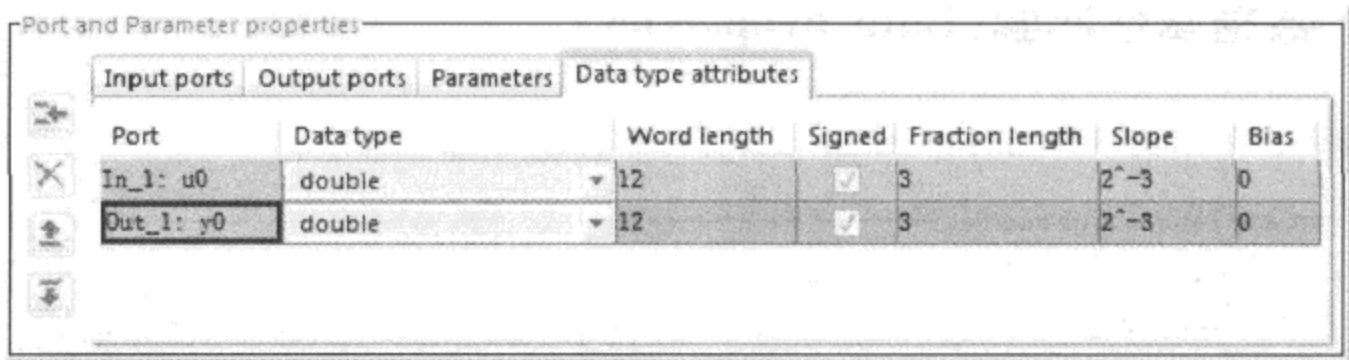 Port and Parameter properties
Input ports Output ports Parameters Data type attributes
Port Data type Word length Signed Fraction length Slope Bias
In_1: u0 double 12 3 2^-3 0
Out_1: y0 double 12 3 2^-3 0